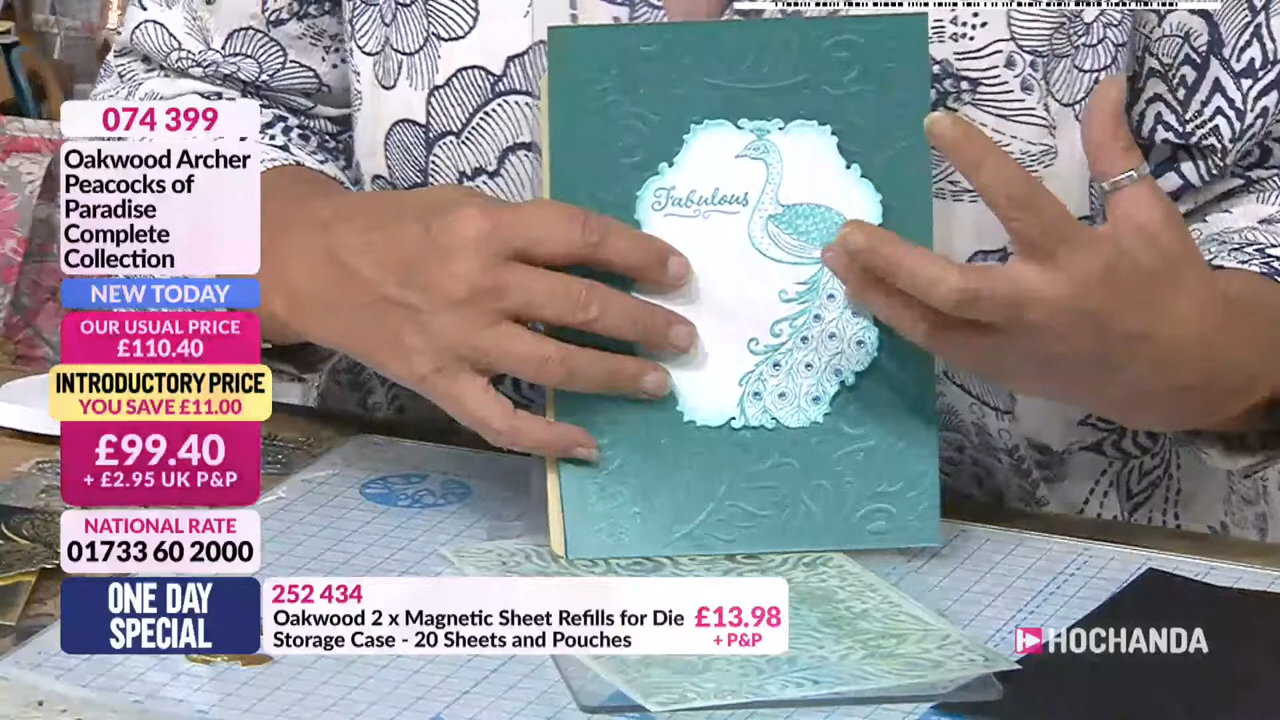 074 399
Oakwood Archer
Peacocks of
Paradise
Complete
Collection
NEW TODAY
OUR USUAL PRICE
£110.40
INTRODUCTORY PRICE
YOU SAVE £11.00
£99.40
+ £2.95 UK P&P
NATIONAL RATE
01733 60 2000
ONE DAY
SPECIAL
252 434
Oakwood 2 x Magnetic Sheet Refills for Die
Storage Case - 20 Sheets and Pouches
£13.98
+ P&P
Fabulous
HOCHANDA